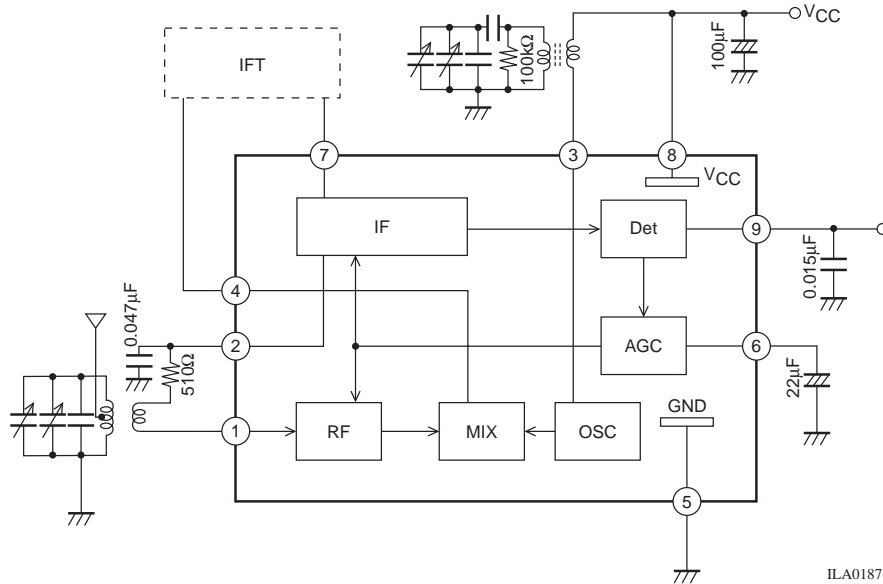 VCC
100kΩ
100μF
IFT
7
3
8
VCC
IF
Det
9
0.015μF
4
0.047μF
2
510Ω
AGC
6
22μF
GND
1
RF
MIX
OSC
5
ILA0187